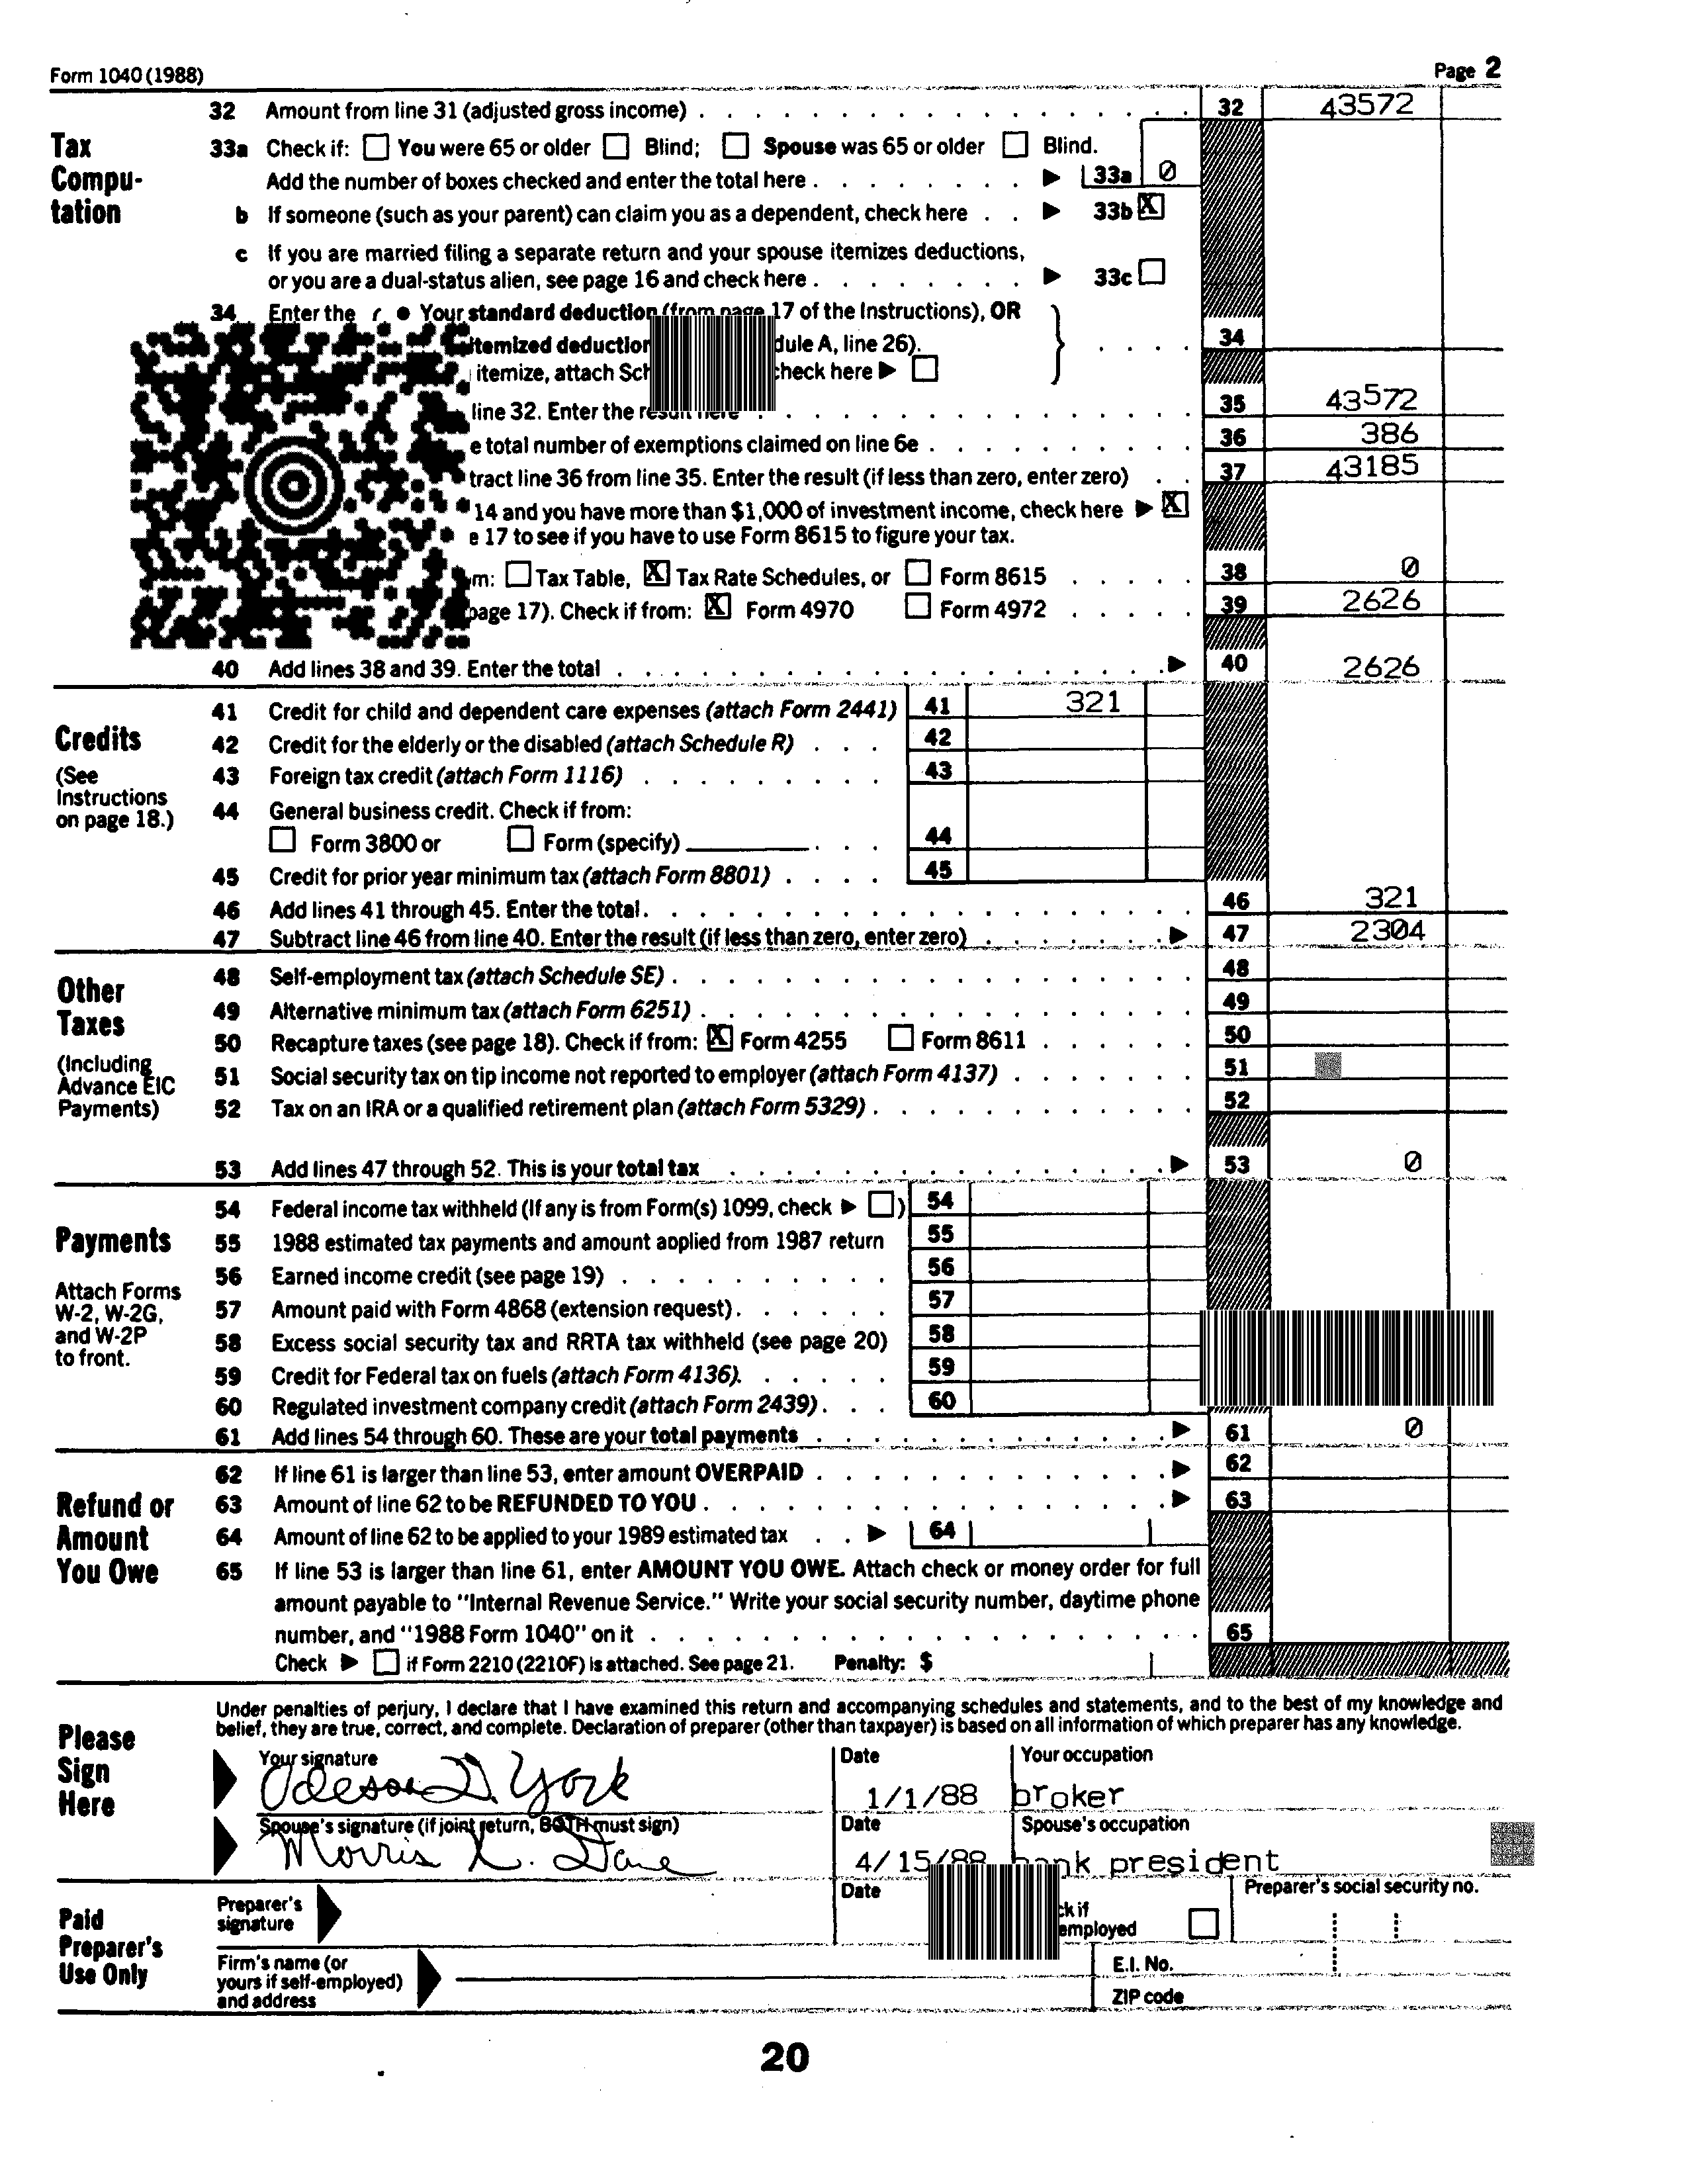 Form 1040 (1988) Page 2
32 Amount from line 31 (adjusted gross income) 32 43572
Tax Compu- tation
33a Check if: You were 65 or older Blind; Spouse was 65 or older Blind.
Add the number of boxes checked and enter the total here 33a 0
b If someone (such as your parent) can claim you as a dependent, check here 33b X
c If you are married filing a separate return and your spouse itemizes deductions,
or you are a dual-status alien, see page 16 and check here 33c
34 Enter the Your standard deduction (from page 17 of the Instructions), OR
itemized deduction dule A, line 26). 34
itemize, attach Sch check here
line 32. Enter the result here 35 43572
e total number of exemptions claimed on line 6e 36 386
tract line 36 from line 35. Enter the result (if less than zero, enter zero) 37 43185
14 and you have more than $1,000 of investment income, check here X
e 17 to see if you have to use Form 8615 to figure your tax.
m: Tax Table, X Tax Rate Schedules, or Form 8615 38 0
page 17). Check if from: X Form 4970 Form 4972 39 2626
40 Add lines 38 and 39. Enter the total 40 2626
Credits
(See Instructions on page 18.)
41 Credit for child and dependent care expenses (attach Form 2441) 41 321
42 Credit for the elderly or the disabled (attach Schedule R) 42
43 Foreign tax credit (attach Form 1116) 43
44 General business credit. Check if from:
Form 3800 or Form (specify) 44
45 Credit for prior year minimum tax (attach Form 8801) 45
46 Add lines 41 through 45. Enter the total 46 321
47 Subtract line 46 from line 40. Enter the result (if less than zero, enter zero) 47 2304
Other Taxes
(Including Advance EIC Payments)
48 Self-employment tax (attach Schedule SE) 48
49 Alternative minimum tax (attach Form 6251) 49
50 Recapture taxes (see page 18). Check if from: X Form 4255 Form 8611 50
51 Social security tax on tip income not reported to employer (attach Form 4137) 51
52 Tax on an IRA or a qualified retirement plan (attach Form 5329) 52
53 Add lines 47 through 52. This is your total tax 53 0
Payments
Attach Forms W-2, W-2G, and W-2P to front.
54 Federal income tax withheld (If any is from Form(s) 1099, check ) 54
55 1988 estimated tax payments and amount applied from 1987 return 55
56 Earned income credit (see page 19) 56
57 Amount paid with Form 4868 (extension request) 57
58 Excess social security tax and RRTA tax withheld (see page 20) 58
59 Credit for Federal tax on fuels (attach Form 4136). 59
60 Regulated investment company credit (attach Form 2439) 60
61 Add lines 54 through 60. These are your total payments 61 0
Refund or Amount You Owe
62 If line 61 is larger than line 53, enter amount OVERPAID 62
63 Amount of line 62 to be REFUNDED TO YOU 63
64 Amount of line 62 to be applied to your 1989 estimated tax 64
65 If line 53 is larger than line 61, enter AMOUNT YOU OWE. Attach check or money order for full
amount payable to "Internal Revenue Service." Write your social security number, daytime phone
number, and "1988 Form 1040" on it 65
Check if Form 2210 (2210F) is attached. See page 21. Penalty: $
Please Sign Here
Under penalties of perjury, I declare that I have examined this return and accompanying schedules and statements, and to the best of my knowledge and
belief, they are true, correct, and complete. Declaration of preparer (other than taxpayer) is based on all information of which preparer has any knowledge.
Your signature Date Your occupation
Odessa D. York 1/1/88 broker
Spouse's signature (if joint return, BOTH must sign) Date Spouse's occupation
Morris L. Dane 4/15/88 bank president
Paid Preparer's Use Only
Preparer's signature Date ck if employed Preparer's social security no.
Firm's name (or yours if self-employed) and address E.I. No.
ZIP code
20